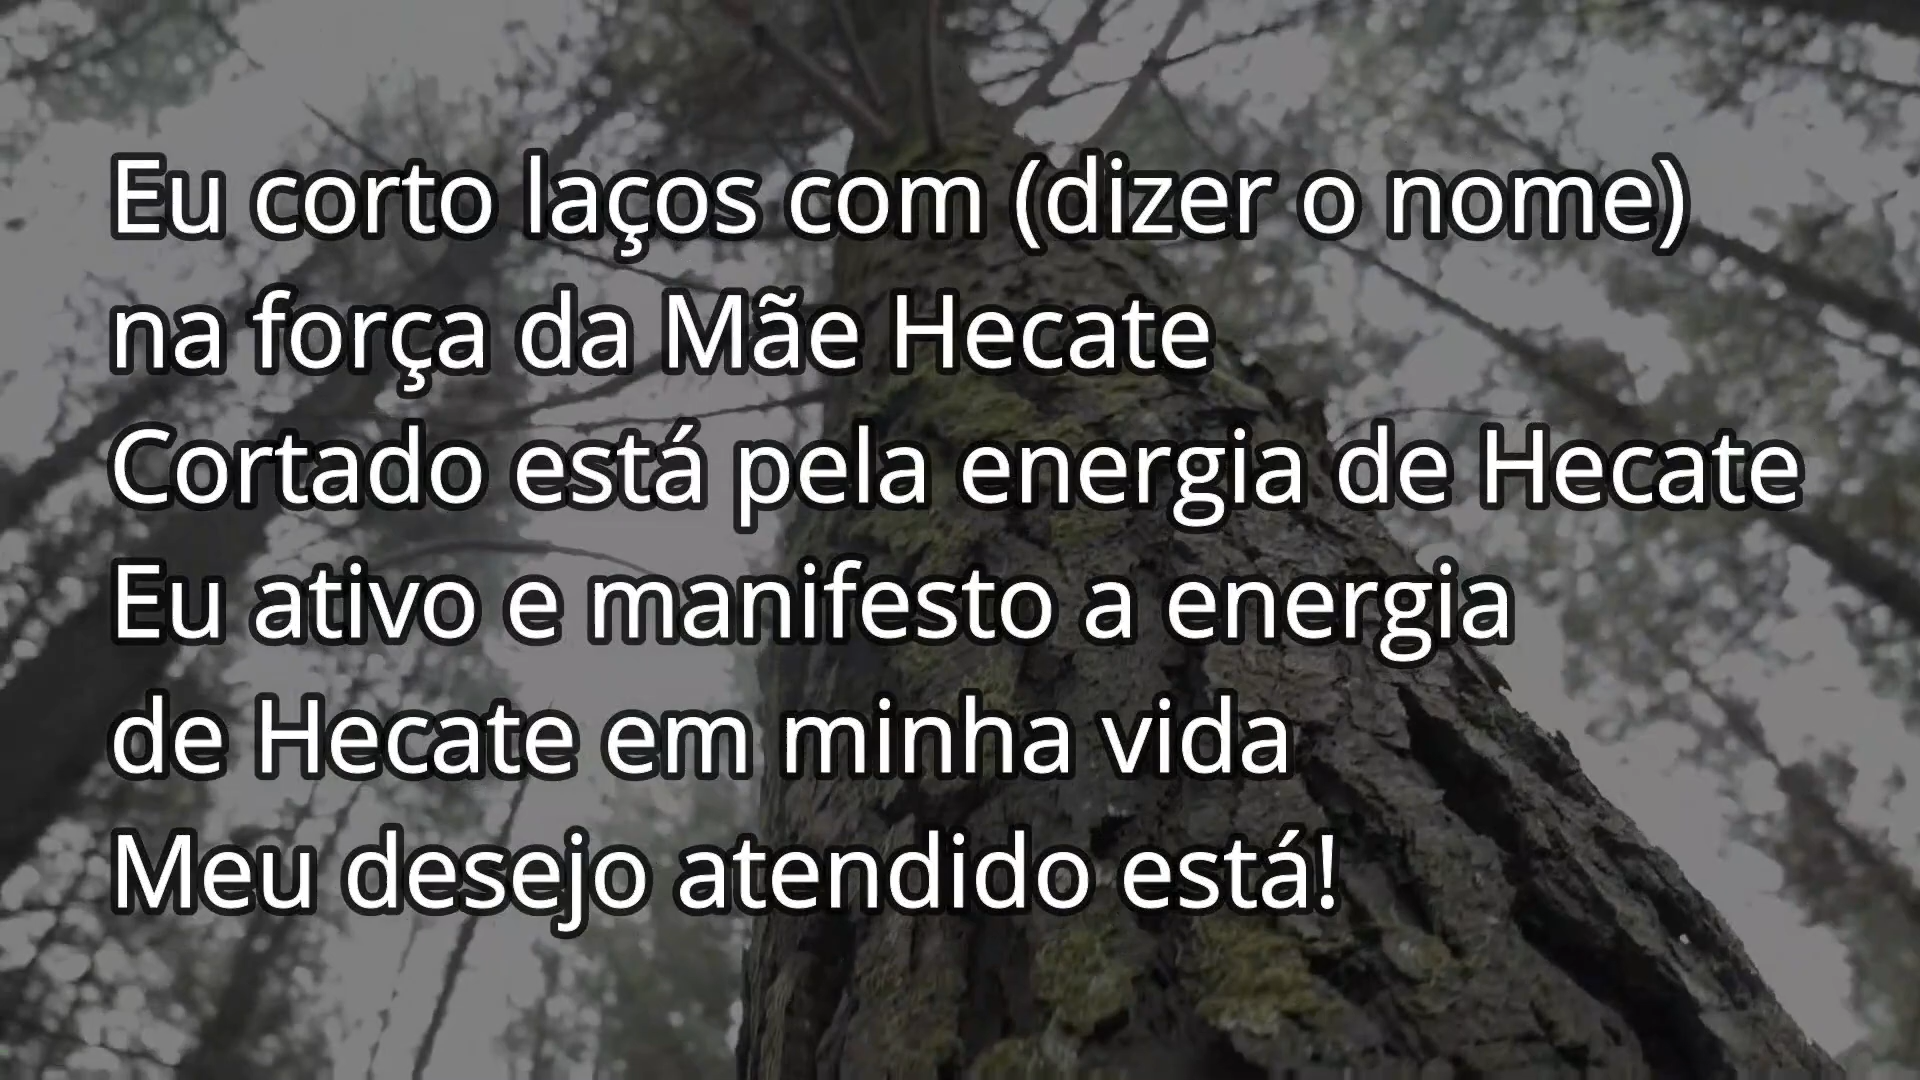 Eu corto laços com (dizer o nome)
na força da Mãe Hecate
Cortado está pela energia de Hecate
Eu ativo e manifesto a energia
de Hecate em minha vida
Meu desejo atendido está!